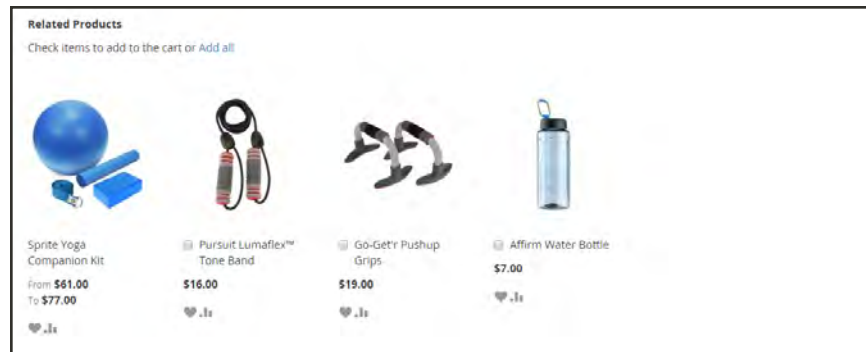 Related Products
Check items to add to the cart or Add all
Sprite Yoga
Companion Kit
From $61.00
To $77.00
Pursuit Lumaflex™
Tone Band
$16.00
Go-Get'r Pushup
Grips
$19.00
Affirm Water Bottle
$7.00